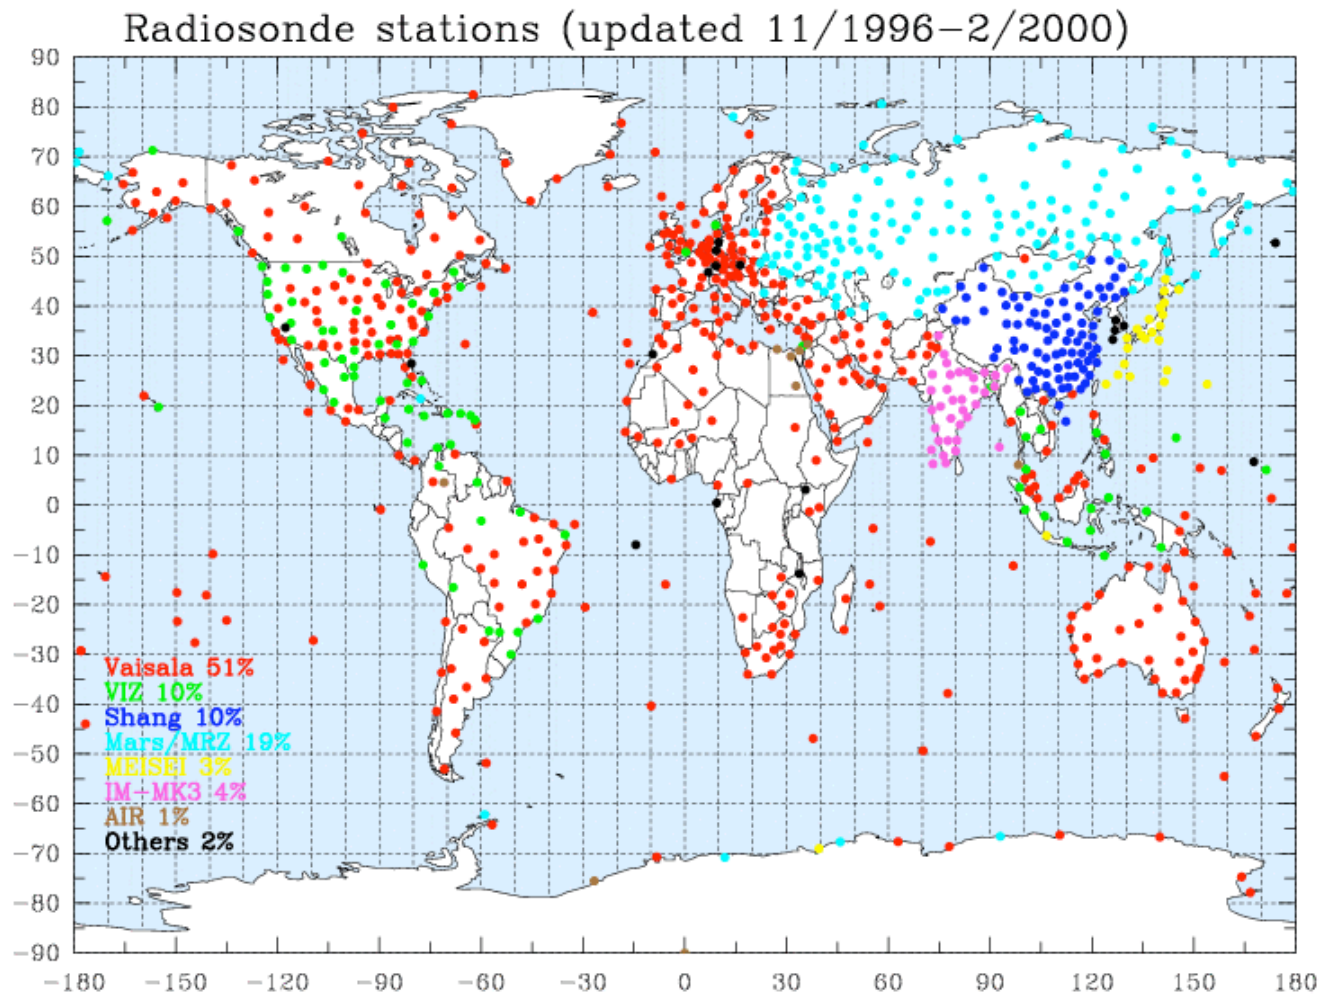 Radiosonde stations (updated 11/1996-2/2000)
90
80
70
60
50
40
30
20
10
0
-10
-20
-30
-40
-50
-60
-70
-80
-90
Vaisala 51%
VIZ 10%
Shang 10%
Mars/MRZ 19%
MEISEI 3%
IM-MK3 4%
AIR 1%
Others 2%
-180 -150 -120 -90 -60 -30 0 30 60 90 120 150 180